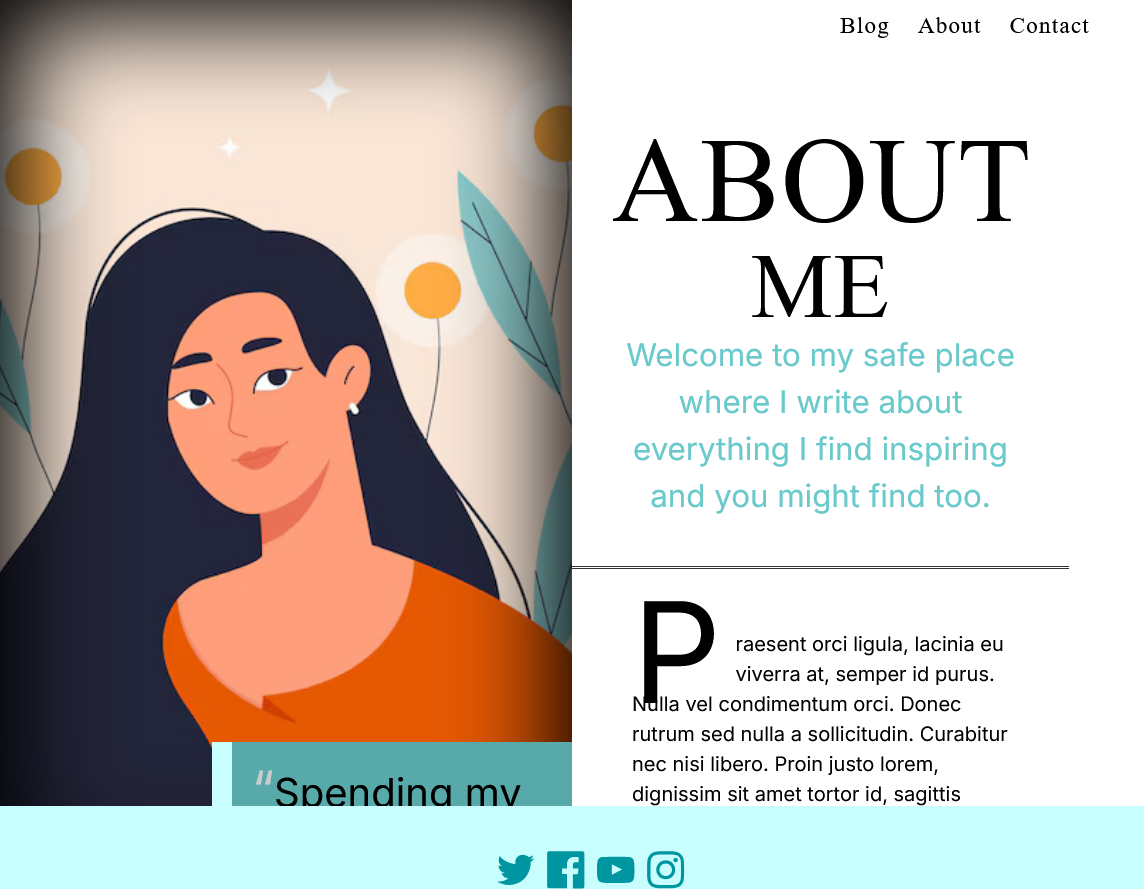 Blog About Contact
ABOUT
ME
Welcome to my safe place
where I write about
everything I find inspiring
and you might find too.
Praesent orci ligula, lacinia eu
viverra at, semper id purus.
Nulla vel condimentum orci. Donec
rutrum sed nulla a sollicitudin. Curabitur
nec nisi libero. Proin justo lorem,
dignissim sit amet tortor id, sagittis
“Spending my